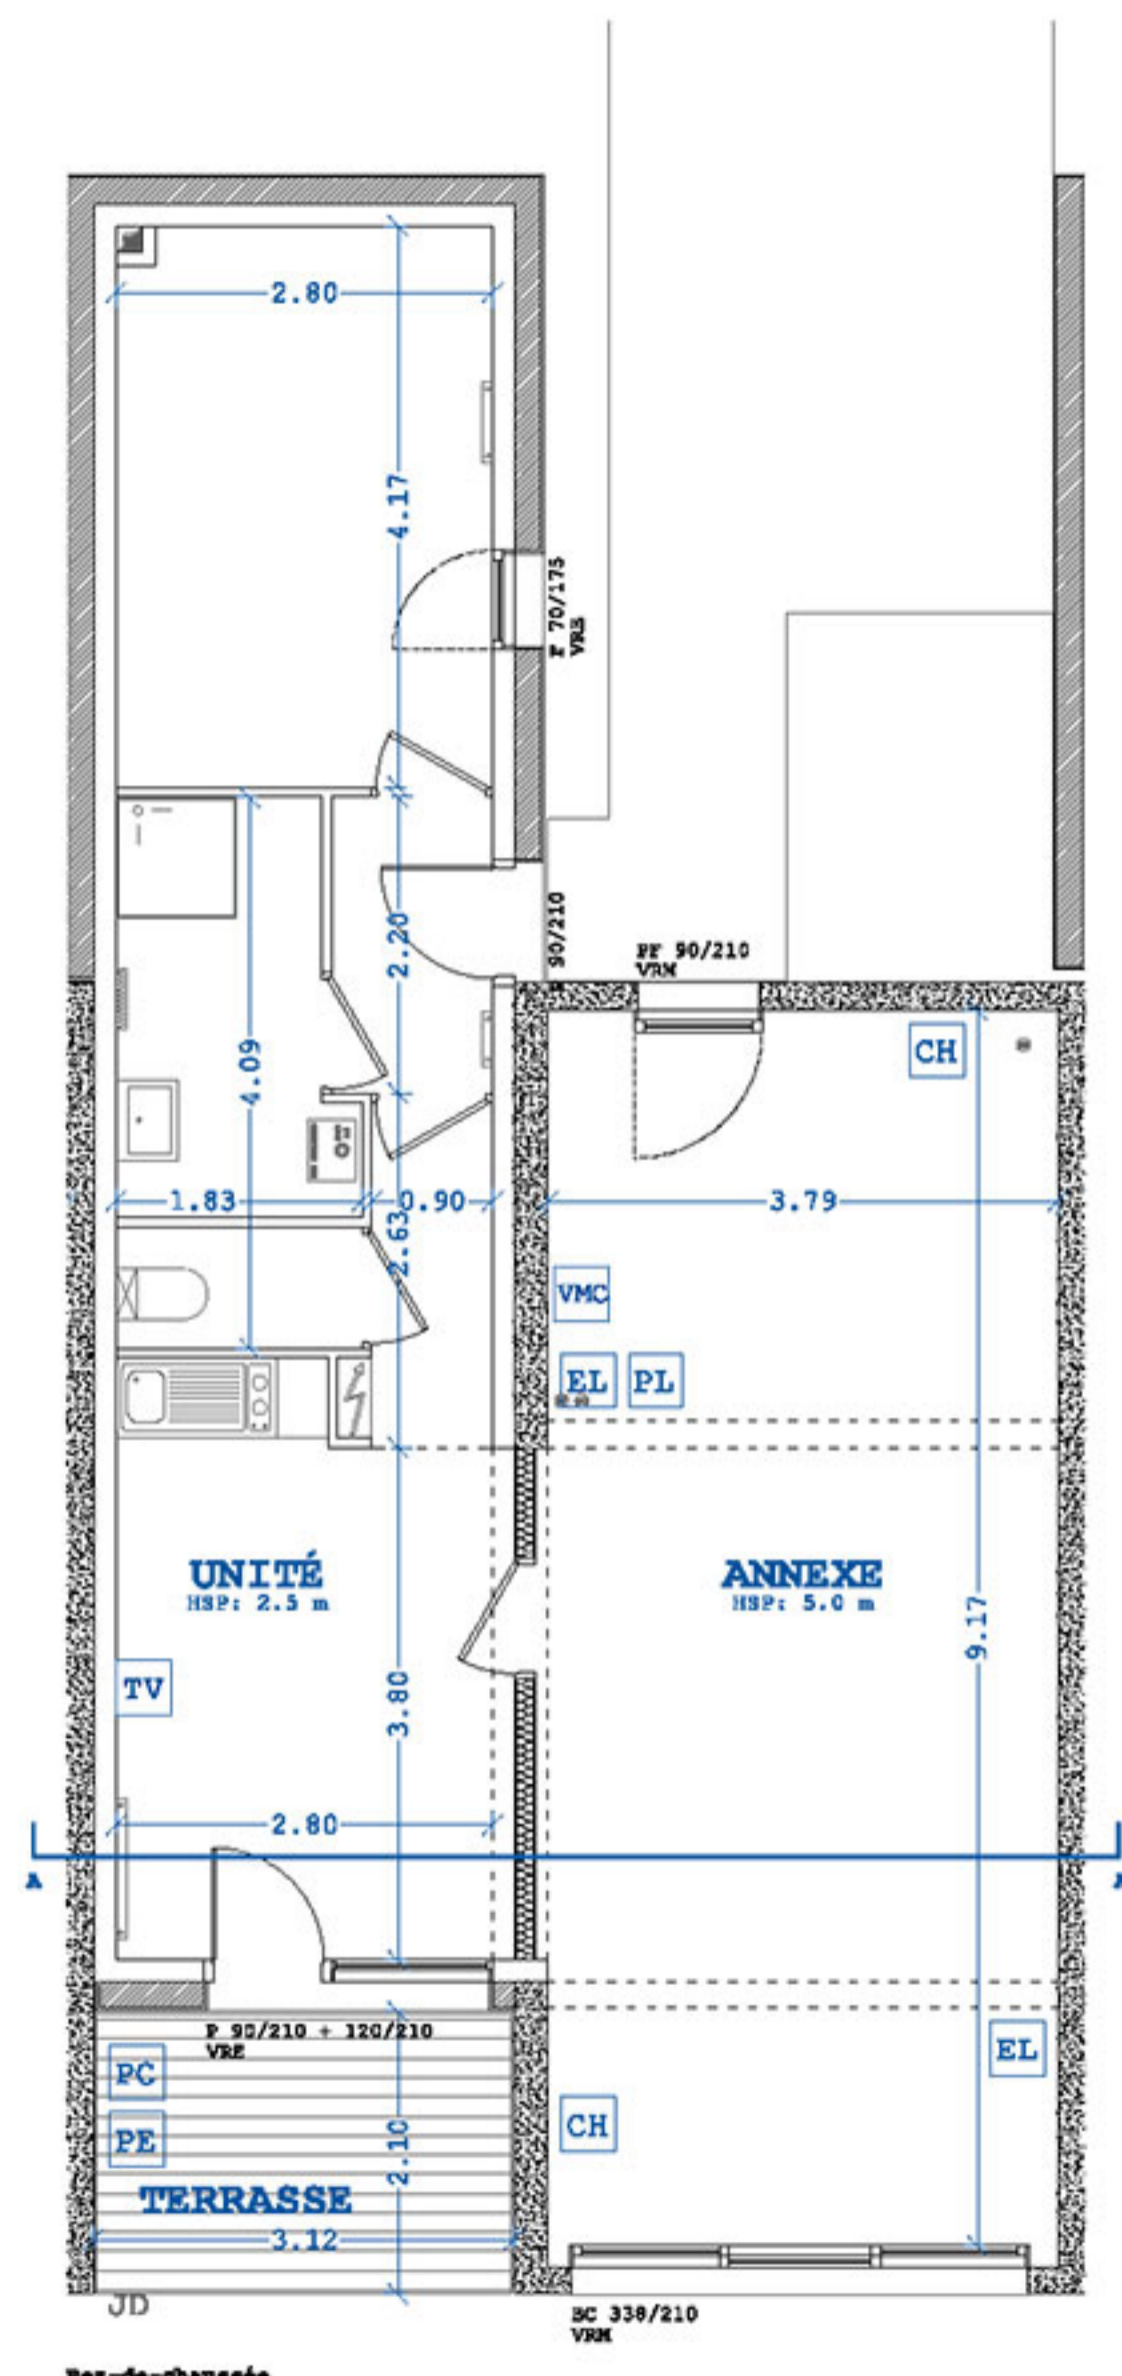 2.80
4.17
F 70/175
VRE
2.20
90/210
PF 90/210
VRM
CH
4.09
1.83
0.90
2.63
3.79
VMC
EL
PL
UNITÉ
HSP: 2.5 m
ANNEXE
HSP: 5.0 m
9.17
TV
3.80
2.80
A
P 90/210 + 120/210
VRE
EL
PC
CH
PE
2.10
TERRASSE
3.12
JD
BC 338/210
VRM